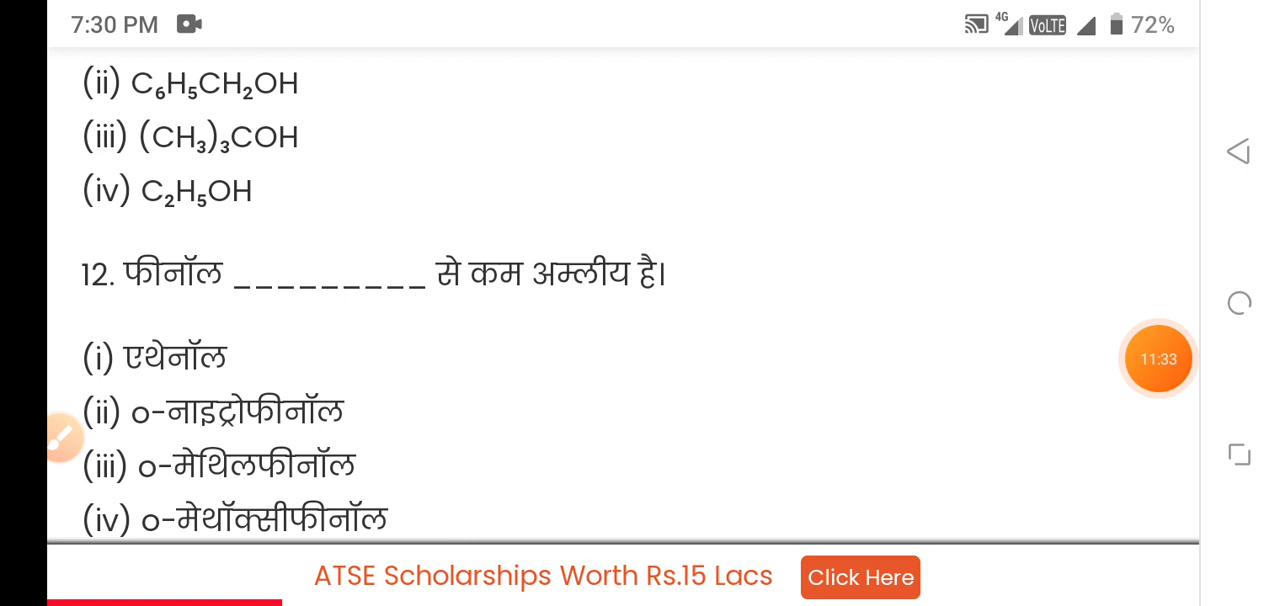 7:30 PM 4G VoLTE 72%
(ii) C₆H₅CH₂OH
(iii) (CH₃)₃COH
(iv) C₂H₅OH
12. फीनॉल _________ से कम अम्लीय है।
(i) एथेनॉल
11:33
(ii) o-नाइट्रोफीनॉल
(iii) o-मेथिलफीनॉल
(iv) o-मेथॉक्सीफीनॉल
ATSE Scholarships Worth Rs.15 Lacs Click Here